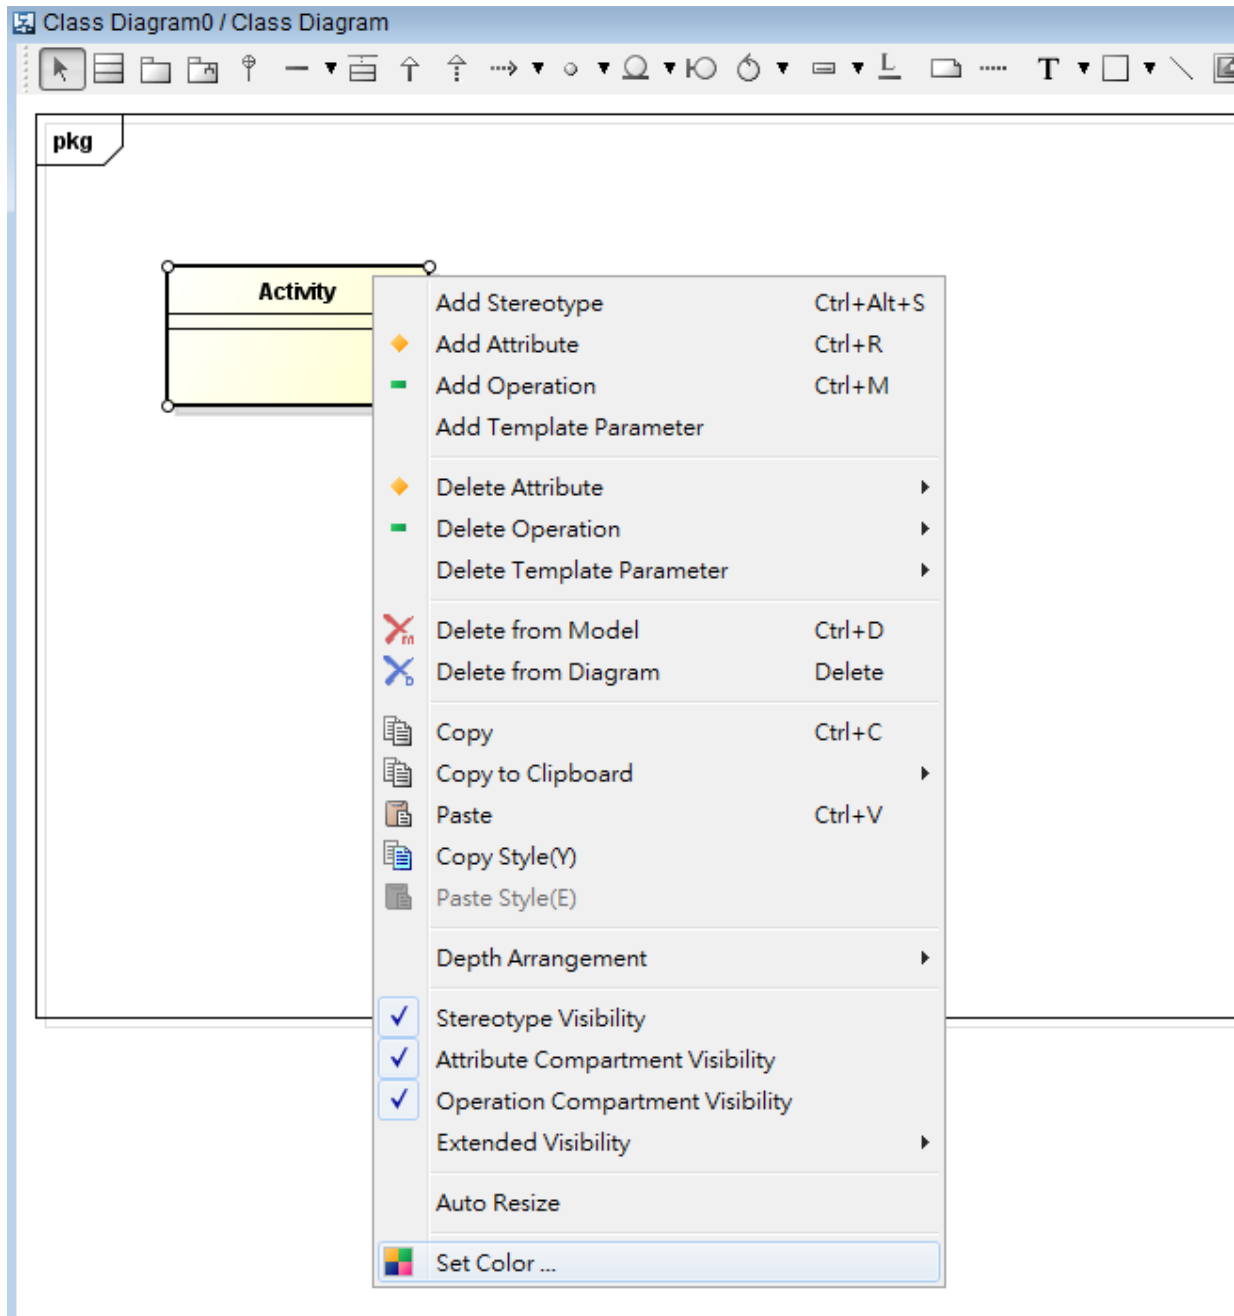 Class Diagram0 / Class Diagram
L T
pkg
Activity
Add Stereotype Ctrl+Alt+S
Add Attribute Ctrl+R
Add Operation Ctrl+M
Add Template Parameter
Delete Attribute
Delete Operation
Delete Template Parameter
Delete from Model Ctrl+D
Delete from Diagram Delete
Copy Ctrl+C
Copy to Clipboard
Paste Ctrl+V
Copy Style(Y)
Paste Style(E)
Depth Arrangement
Stereotype Visibility
Attribute Compartment Visibility
Operation Compartment Visibility
Extended Visibility
Auto Resize
Set Color ...